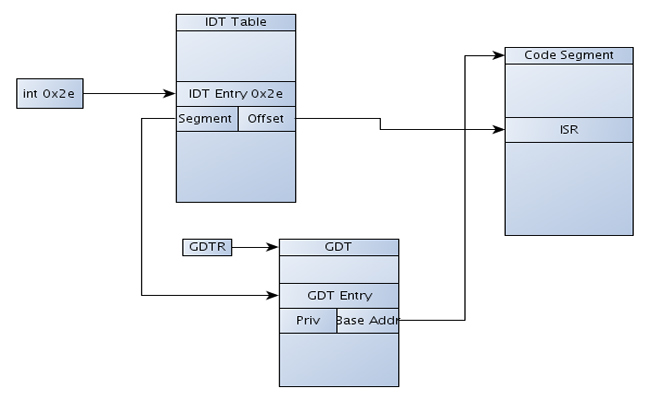 IDT Table
Code Segment
int 0x2e
IDT Entry 0x2e
Segment Offset
ISR
GDTR
GDT
GDT Entry
Priv Base Addr